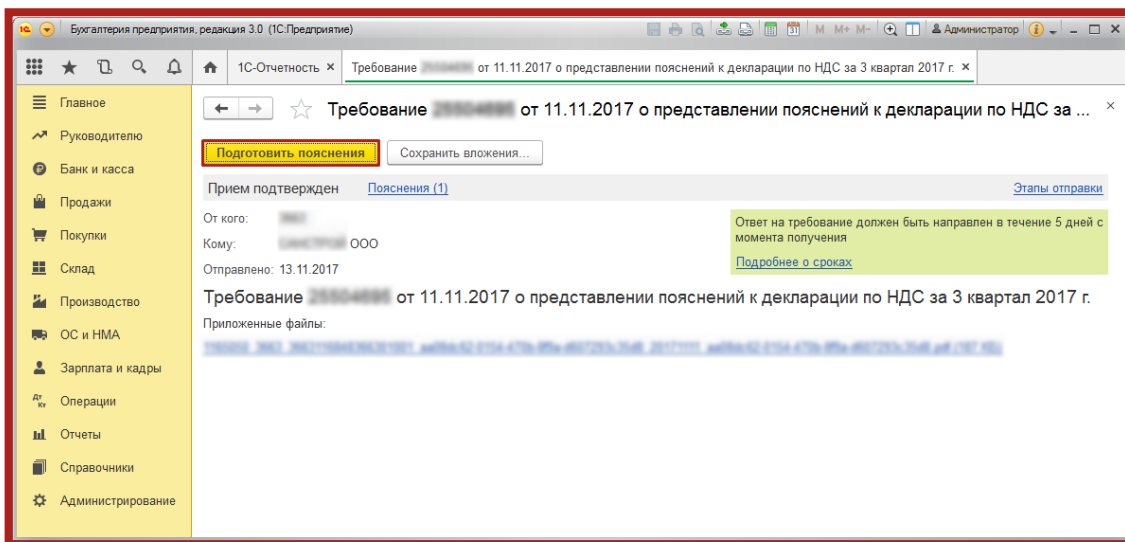 1С Бухгалтерия предприятия, редакция 3.0 (1С:Предприятие) 31 M M+ M- Администратор i
1С-Отчетность × Требование от 11.11.2017 о представлении пояснений к декларации по НДС за 3 квартал 2017 г. ×
Главное
Руководителю
Банк и касса
Продажи
Покупки
Склад
Производство
ОС и НМА
Зарплата и кадры
Дт Кт Операции
Отчеты
Справочники
Администрирование
Требование от 11.11.2017 о представлении пояснений к декларации по НДС за ... ×
Подготовить пояснения Сохранить вложения...
Прием подтвержден Пояснения (1) Этапы отправки
От кого:
Кому: ООО
Отправлено: 13.11.2017
Ответ на требование должен быть направлен в течение 5 дней с
момента получения
Подробнее о сроках
Требование от 11.11.2017 о представлении пояснений к декларации по НДС за 3 квартал 2017 г.
Приложенные файлы: